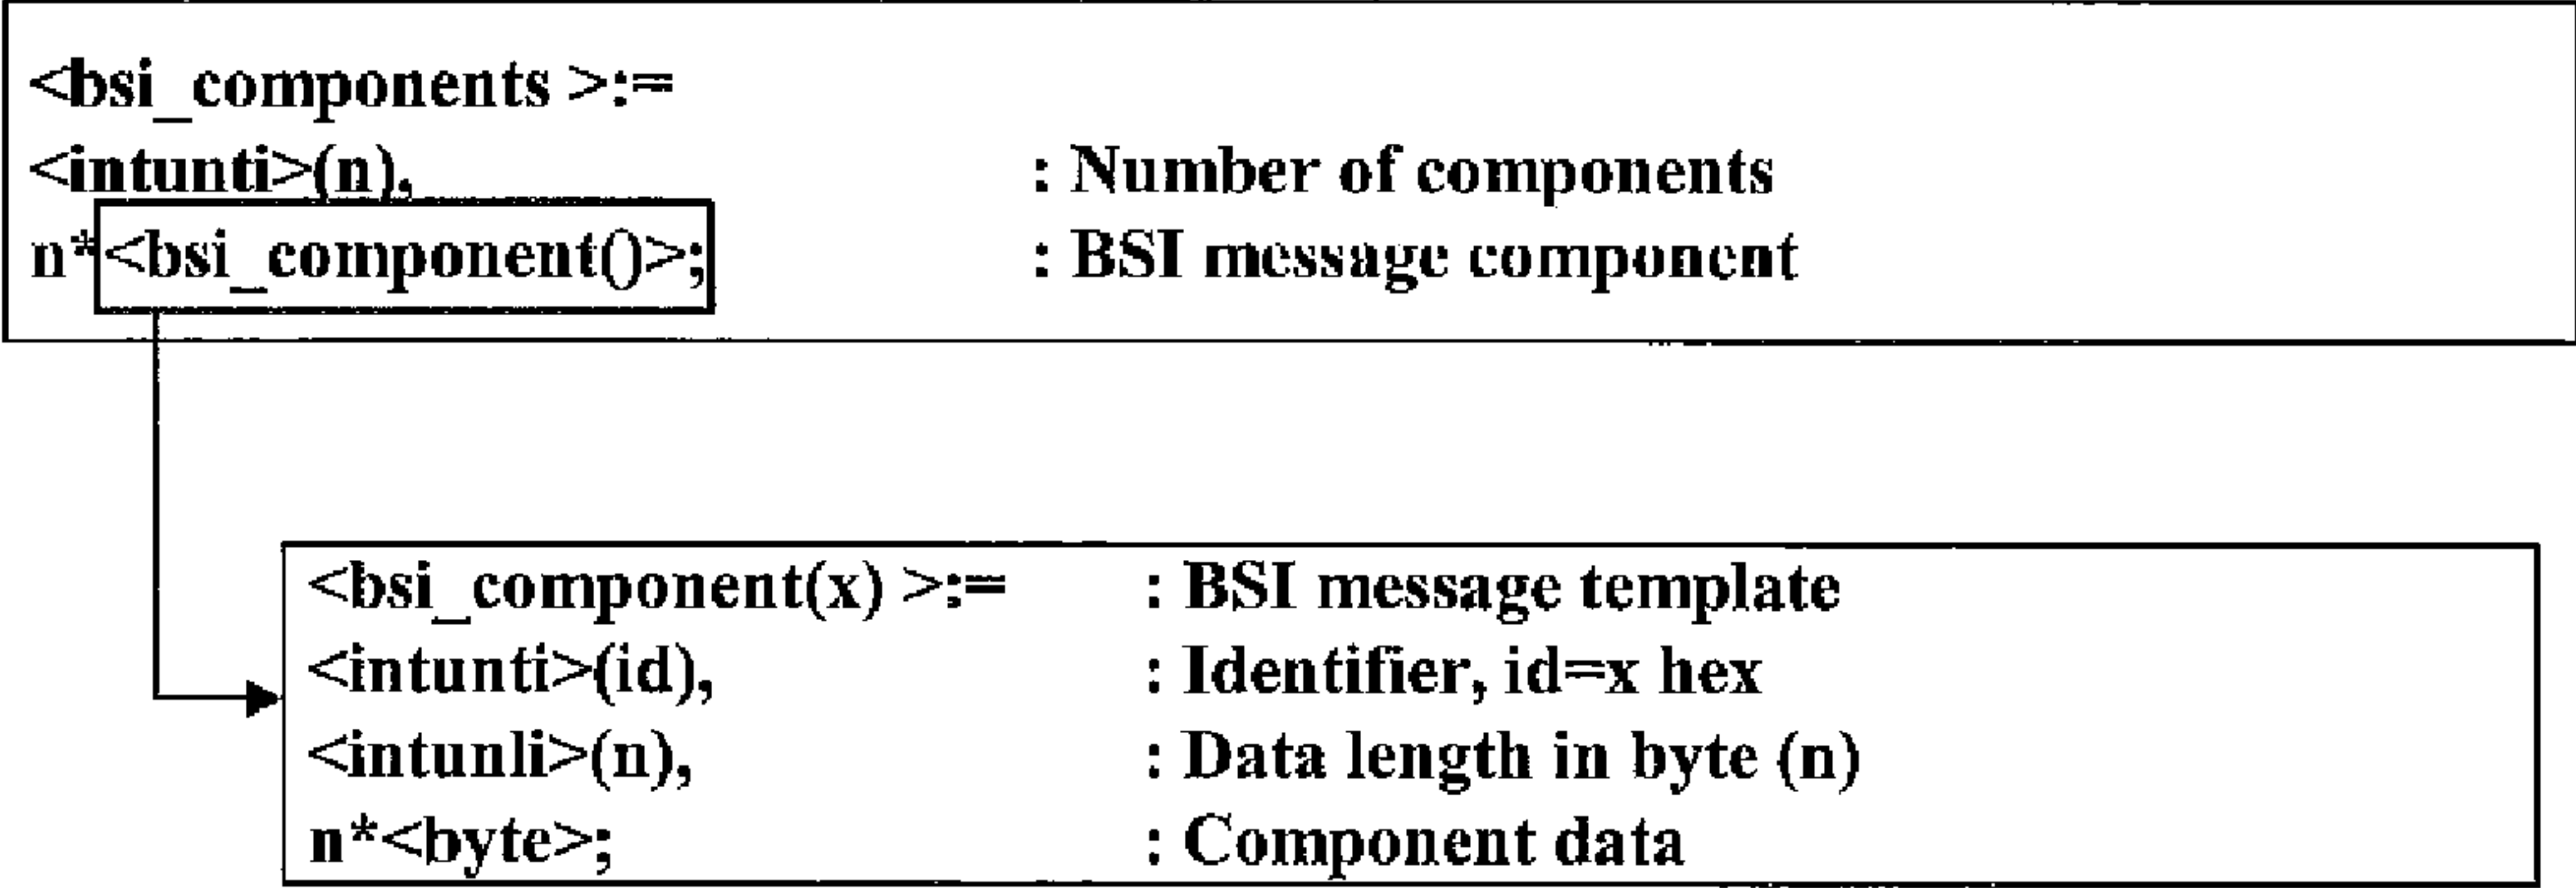 <bsi_components >:=
<intunti>(n), : Number of components
n*<bsi_component()>; : BSI message component
<bsi_component(x) >:= : BSI message template
<intunti>(id), : Identifier, id=x hex
<intunli>(n), : Data length in byte (n)
n*<byte>; : Component data